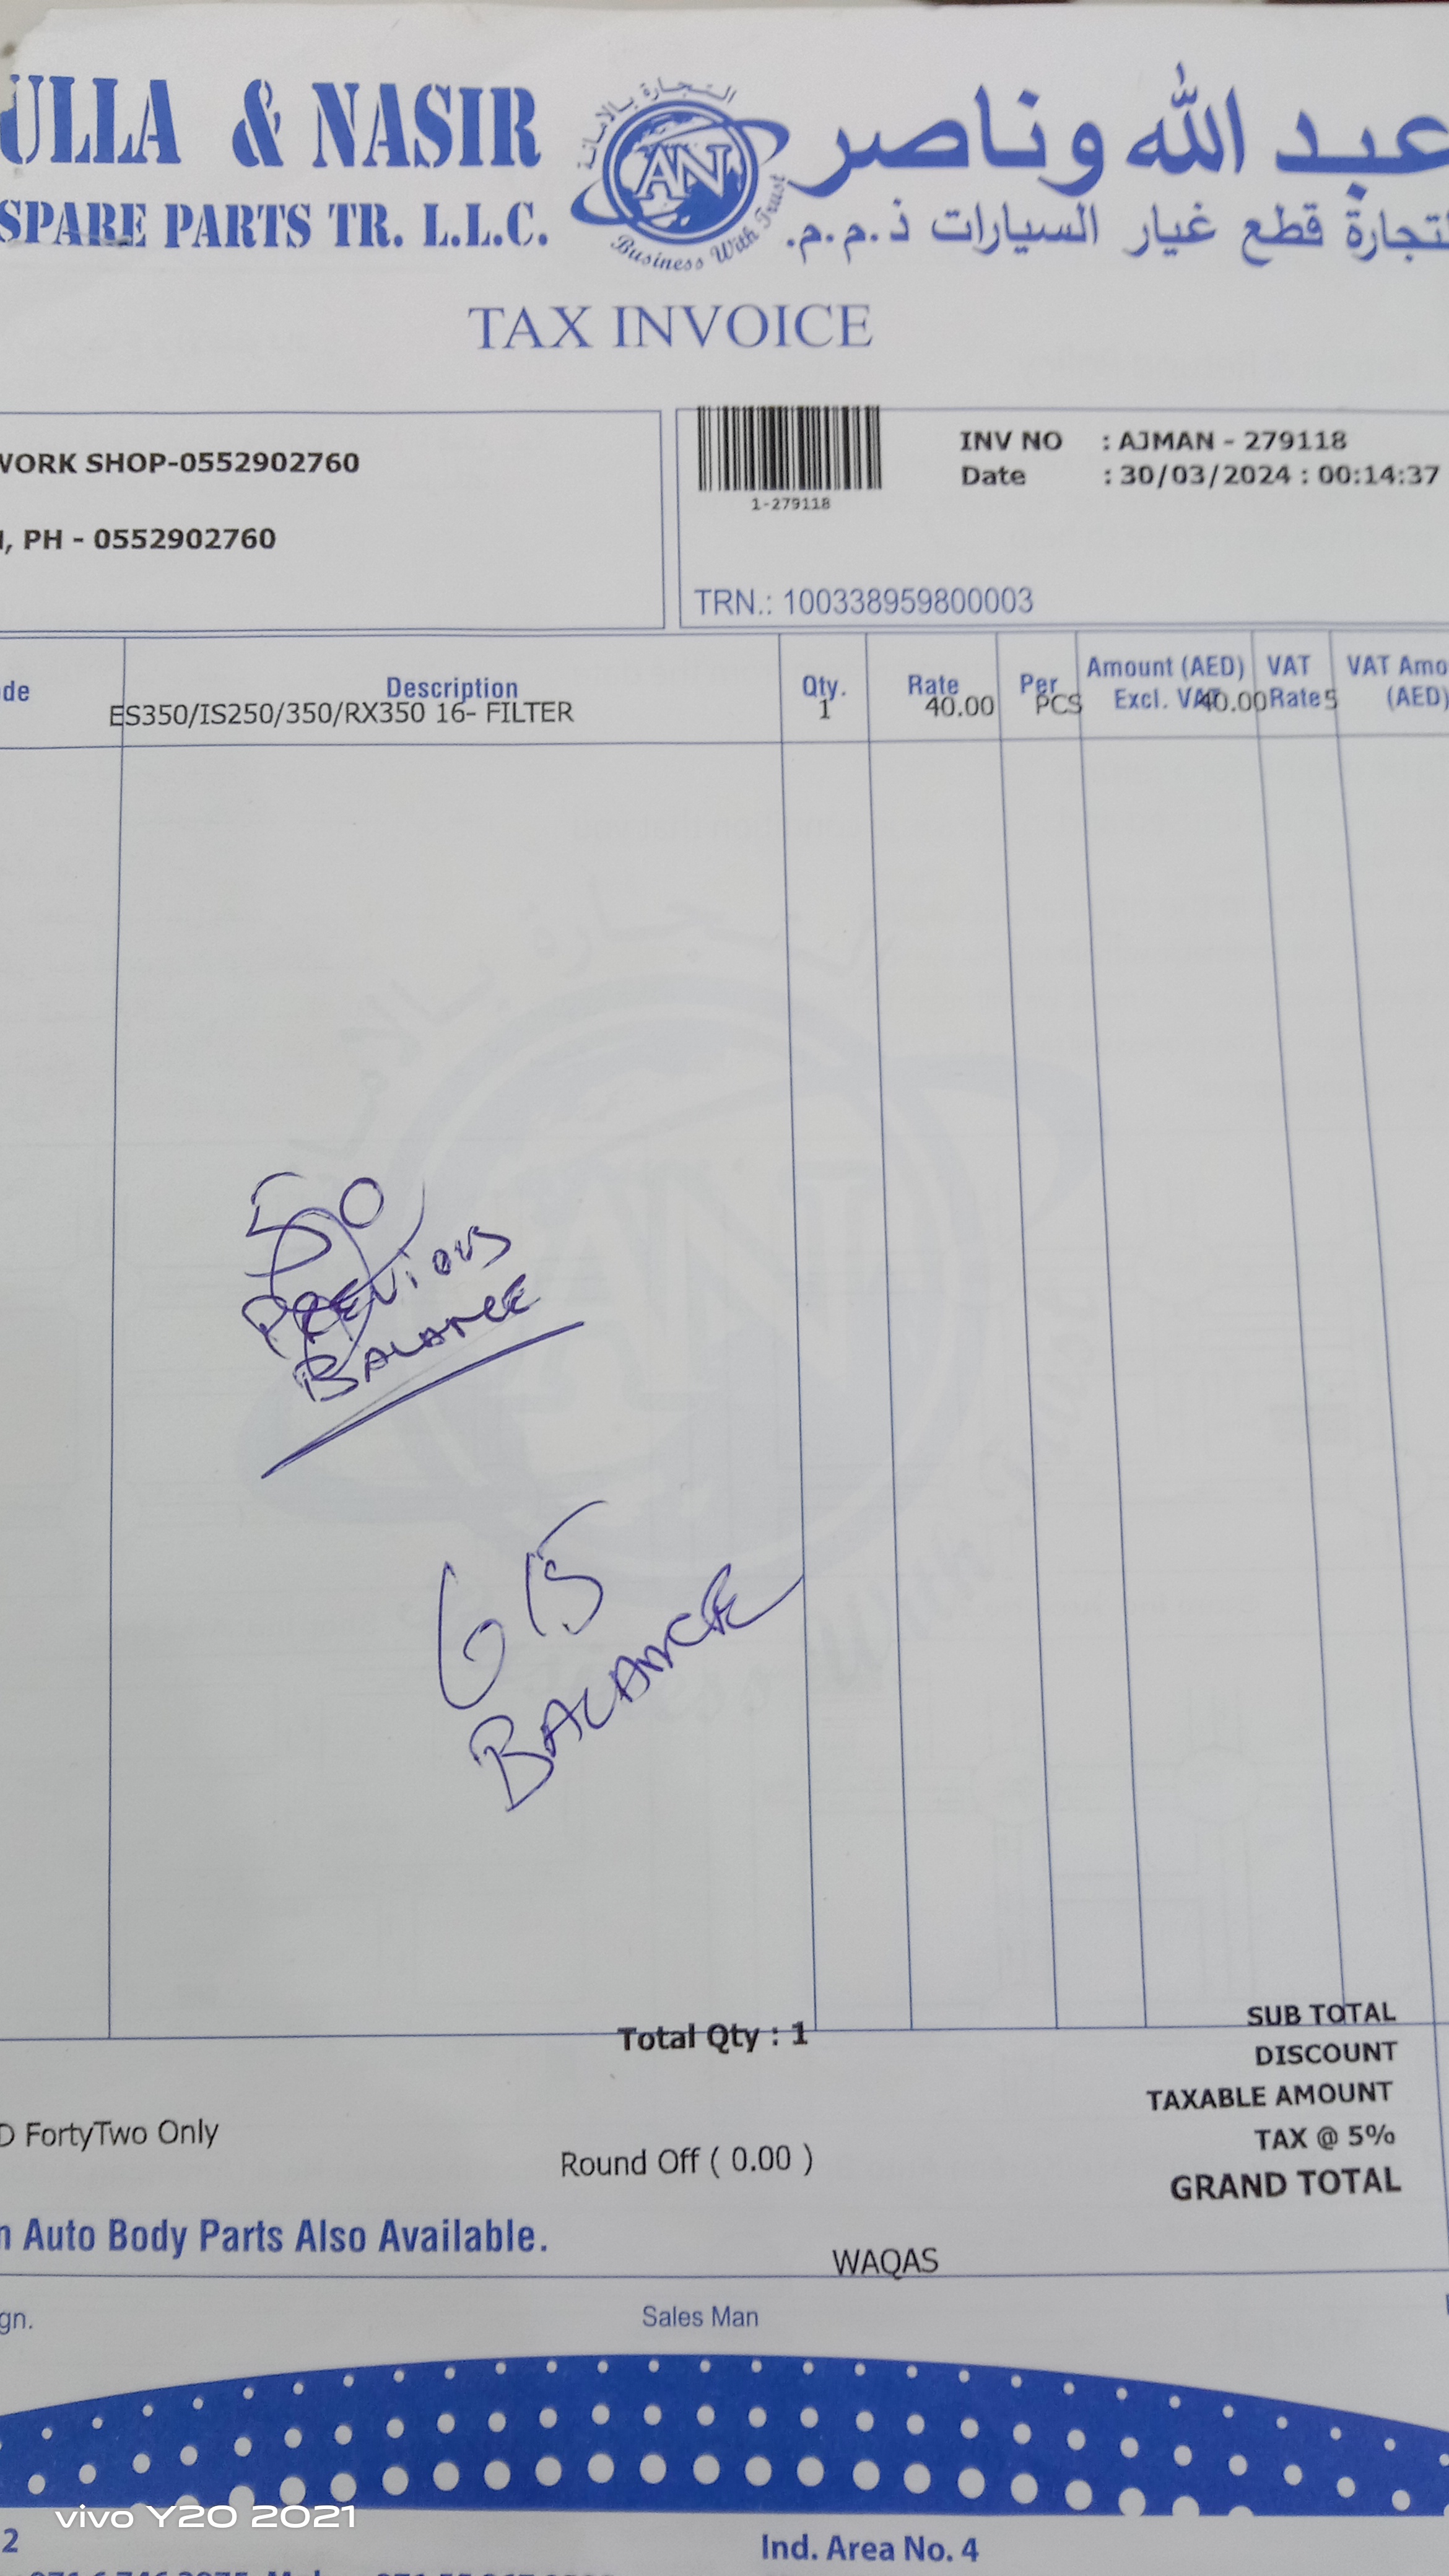 ULLA & NASIR
عبد الله وناصر
SPARE PARTS TR. L.L.C.
لتجارة قطع غيار السيارات ذ.م.م.
التجارة بالامانة
AN
Business With Trust
TAX INVOICE
WORK SHOP-0552902760
PH - 0552902760
1-279118
INV NO : AJMAN - 279118
Date : 30/03/2024 : 00:14:37
TRN.: 100338959800003
de Description Qty. Rate Per Amount (AED) Excl. VAT VAT Rate VAT Amo (AED)
ES350/IS250/350/RX350 16- FILTER 1 40.00 PCS 40.00 5
50
PREVIOUS
BALANCE
615
BALANCE
Total Qty : 1
SUB TOTAL
DISCOUNT
TAXABLE AMOUNT
TAX @ 5%
GRAND TOTAL
D FortyTwo Only
Round Off ( 0.00 )
n Auto Body Parts Also Available.
WAQAS
gn.
Sales Man
vivo Y20 2021
2
Ind. Area No. 4